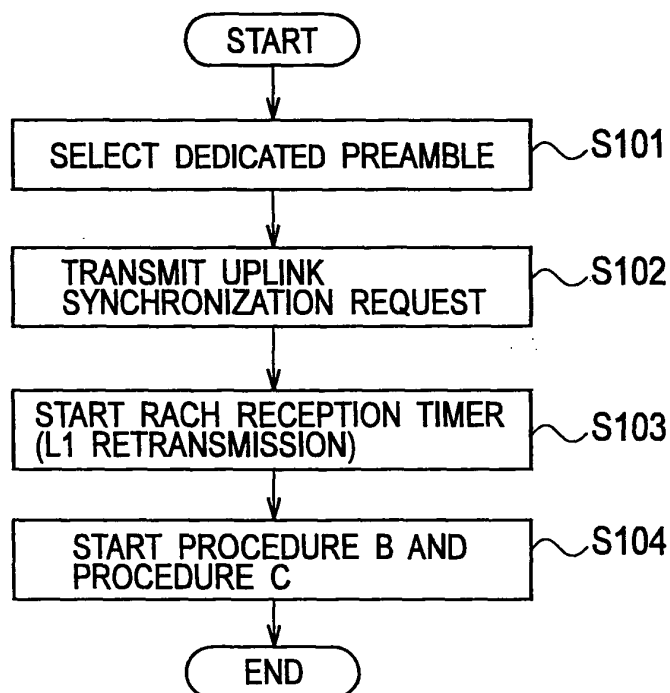 START
SELECT DEDICATED PREAMBLE
S101
TRANSMIT UPLINK
SYNCHRONIZATION REQUEST
S102
START RACH RECEPTION TIMER
(L1 RETRANSMISSION)
S103
START PROCEDURE B AND
PROCEDURE C
S104
END